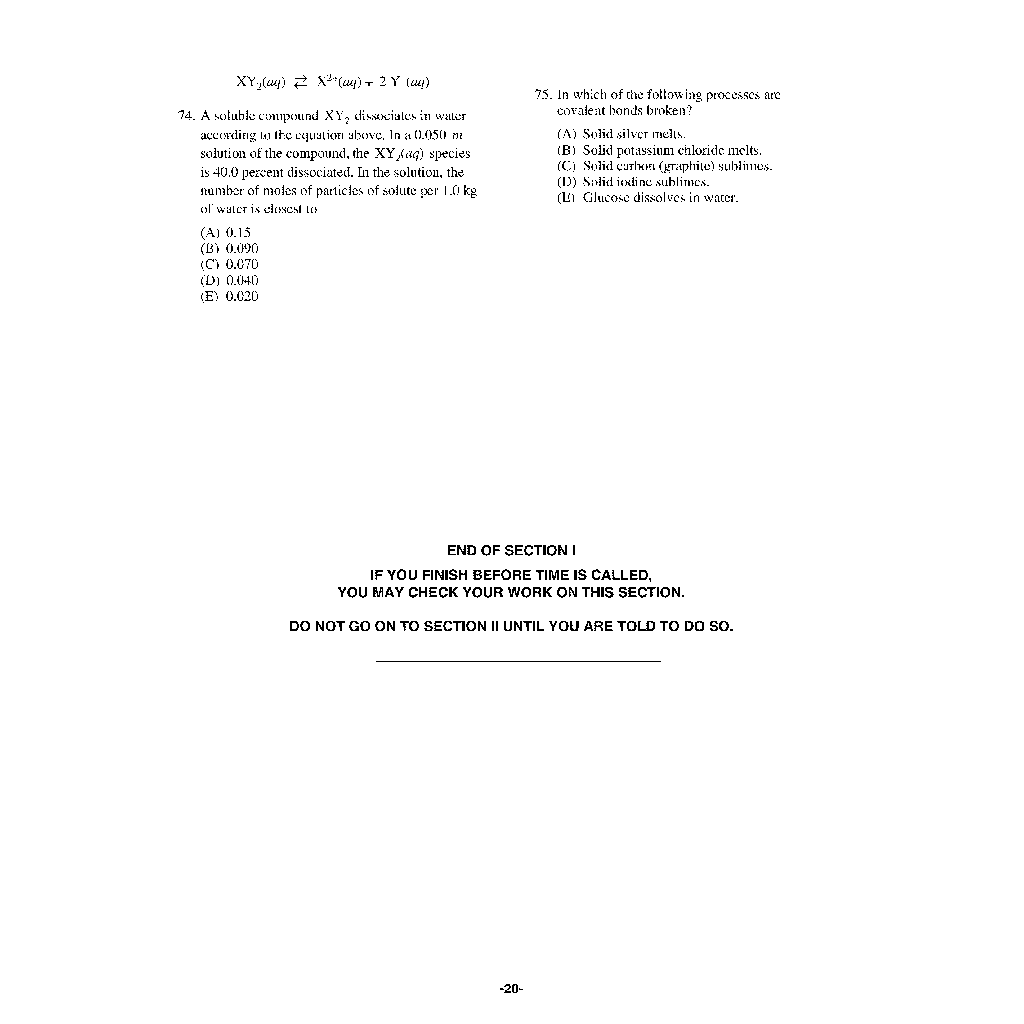 XY₂(aq) ⇄ X²⁺(aq) + 2 Y⁻(aq)
74. A soluble compound XY₂ dissociates in water
according to the equation above. In a 0.050 m
solution of the compound, the XY₂(aq) species
is 40.0 percent dissociated. In the solution, the
number of moles of particles of solute per 1.0 kg
of water is closest to
(A) 0.15
(B) 0.090
(C) 0.070
(D) 0.040
(E) 0.020
75. In which of the following processes are
covalent bonds broken?
(A) Solid silver melts.
(B) Solid potassium chloride melts.
(C) Solid carbon (graphite) sublimes.
(D) Solid iodine sublimes.
(E) Glucose dissolves in water.
END OF SECTION I
IF YOU FINISH BEFORE TIME IS CALLED,
YOU MAY CHECK YOUR WORK ON THIS SECTION.
DO NOT GO ON TO SECTION II UNTIL YOU ARE TOLD TO DO SO.
-20-